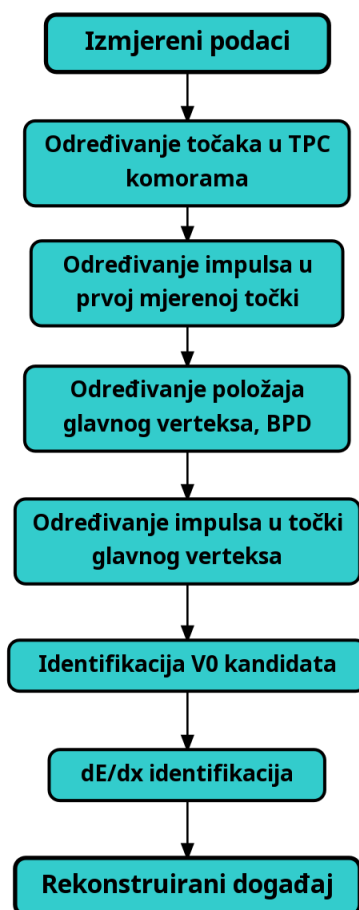 Izmjereni podaci
Određivanje točaka u TPC
komorama
Određivanje impulsa u
prvoj mjerenoj točki
Određivanje položaja
glavnog verteksa, BPD
Određivanje impulsa u točki
glavnog verteksa
Identifikacija V0 kandidata
dE/dx identifikacija
Rekonstruirani događaj